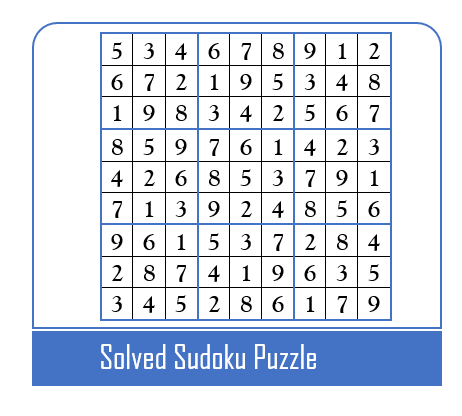 5 3 4 6 7 8 9 1 2
6 7 2 1 9 5 3 4 8
1 9 8 3 4 2 5 6 7
8 5 9 7 6 1 4 2 3
4 2 6 8 5 3 7 9 1
7 1 3 9 2 4 8 5 6
9 6 1 5 3 7 2 8 4
2 8 7 4 1 9 6 3 5
3 4 5 2 8 6 1 7 9
Solved Sudoku Puzzle